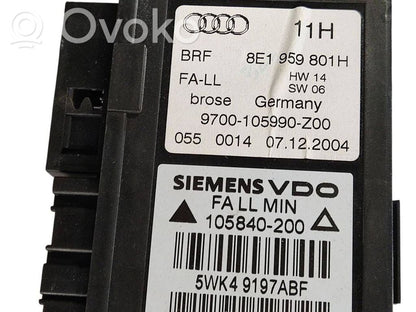 Ovoko
11H
BRF 8E1 959 801H
FA-LL HW 14
SW 06
brose Germany
9700-105990-Z00
055 0014 07.12.2004
SIEMENS VDO
FA LL MIN
105840-200
5WK4 9197ABF